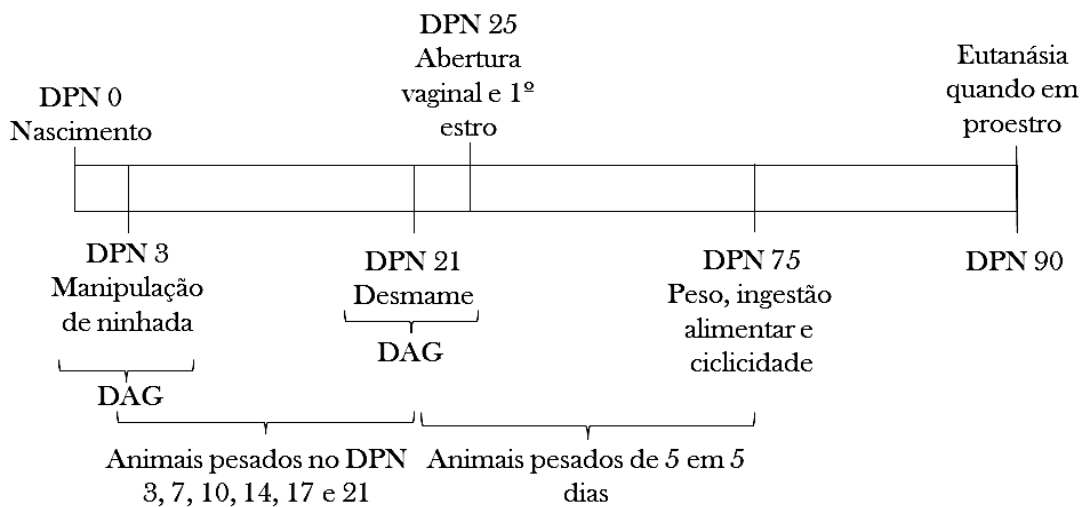 DPN 0
Nascimento
DPN 25
Abertura
vaginal e 1º
estro
Eutanásia
quando em
proestro
DPN 3
Manipulação
de ninhada
DPN 21
Desmame
DPN 75
Peso, ingestão
alimentar e
ciclicidade
DPN 90
DAG
DAG
Animais pesados no DPN
3, 7, 10, 14, 17 e 21
Animais pesados de 5 em 5
dias